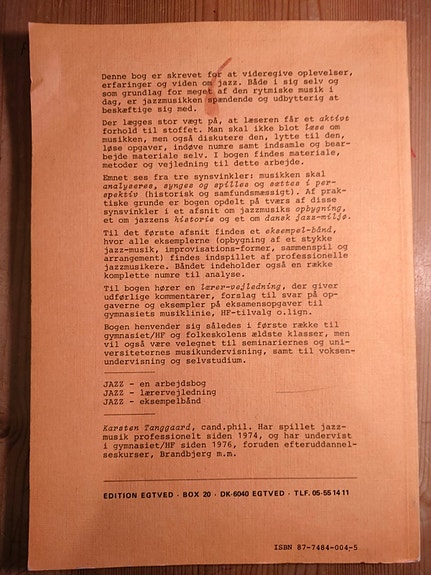 Denne bog er skrevet for at videregive oplevelser,
erfaringer og viden om jazz. Både i sig selv og
som grundlag for meget af den rytmiske musik i
dag, er jazzmusikken spændende og udbytterig at
beskæftige sig med.
Der lægges stor vægt på, at læseren får et aktivt
forhold til stoffet. Man skal ikke blot læse om
musikken, men også diskutere den, lytte til den,
løse opgaver, indøve numre samt indsamle og bear-
bejde materiale selv. I bogen findes materiale,
metoder og vejledning til dette arbejde.
Emnet ses fra tre synsvinkler: musikken skal
analyseres, synges og spilles og sættes i per-
spektiv (historisk og samfundsmæssigt). Af prak-
tiske grunde er bogen opdelt på tværs af disse
synsvinkler i et afsnit om jazzmusiks opbygning,
et om jazzens historie og et om dansk jazz-miljø.
Til det første afsnit findes et eksempel-bånd,
hvor alle eksemplerne (opbygning af et stykke
jazz-musik, improvisations-former, sammenspil og
arrangement) findes indspillet af professionelle
jazzmusikere. Båndet indeholder også en række
komplette numre til analyse.
Til bogen hører en lærer-vejledning, der giver
udførlige kommentarer, forslag til svar på op-
gaverne og eksempler på eksamensopgaver til
gymnasiets musiklinie, HF-tilvalg o.lign.
Bogen henvender sig således i første række til
gymnasiet/HF og folkeskolens ældste klasser, men
vil også være velegnet til seminariernes og uni-
versiteternes musikundervisning, samt til voksen-
undervisning og selvstudium.
JAZZ - en arbejdsbog
JAZZ - lærervejledning
JAZZ - eksempelbånd
Karsten Tanggaard, cand.phil. Har spillet jazz-
musik professionelt siden 1974, og har undervist
i gymnasiet/HF siden 1976, foruden efteruddannel-
seskurser, Brandbjerg m.m.
EDITION EGTVED · BOX 20 · DK-6040 EGTVED · TLF. 05-55 14 11
ISBN 87-7484-004-5